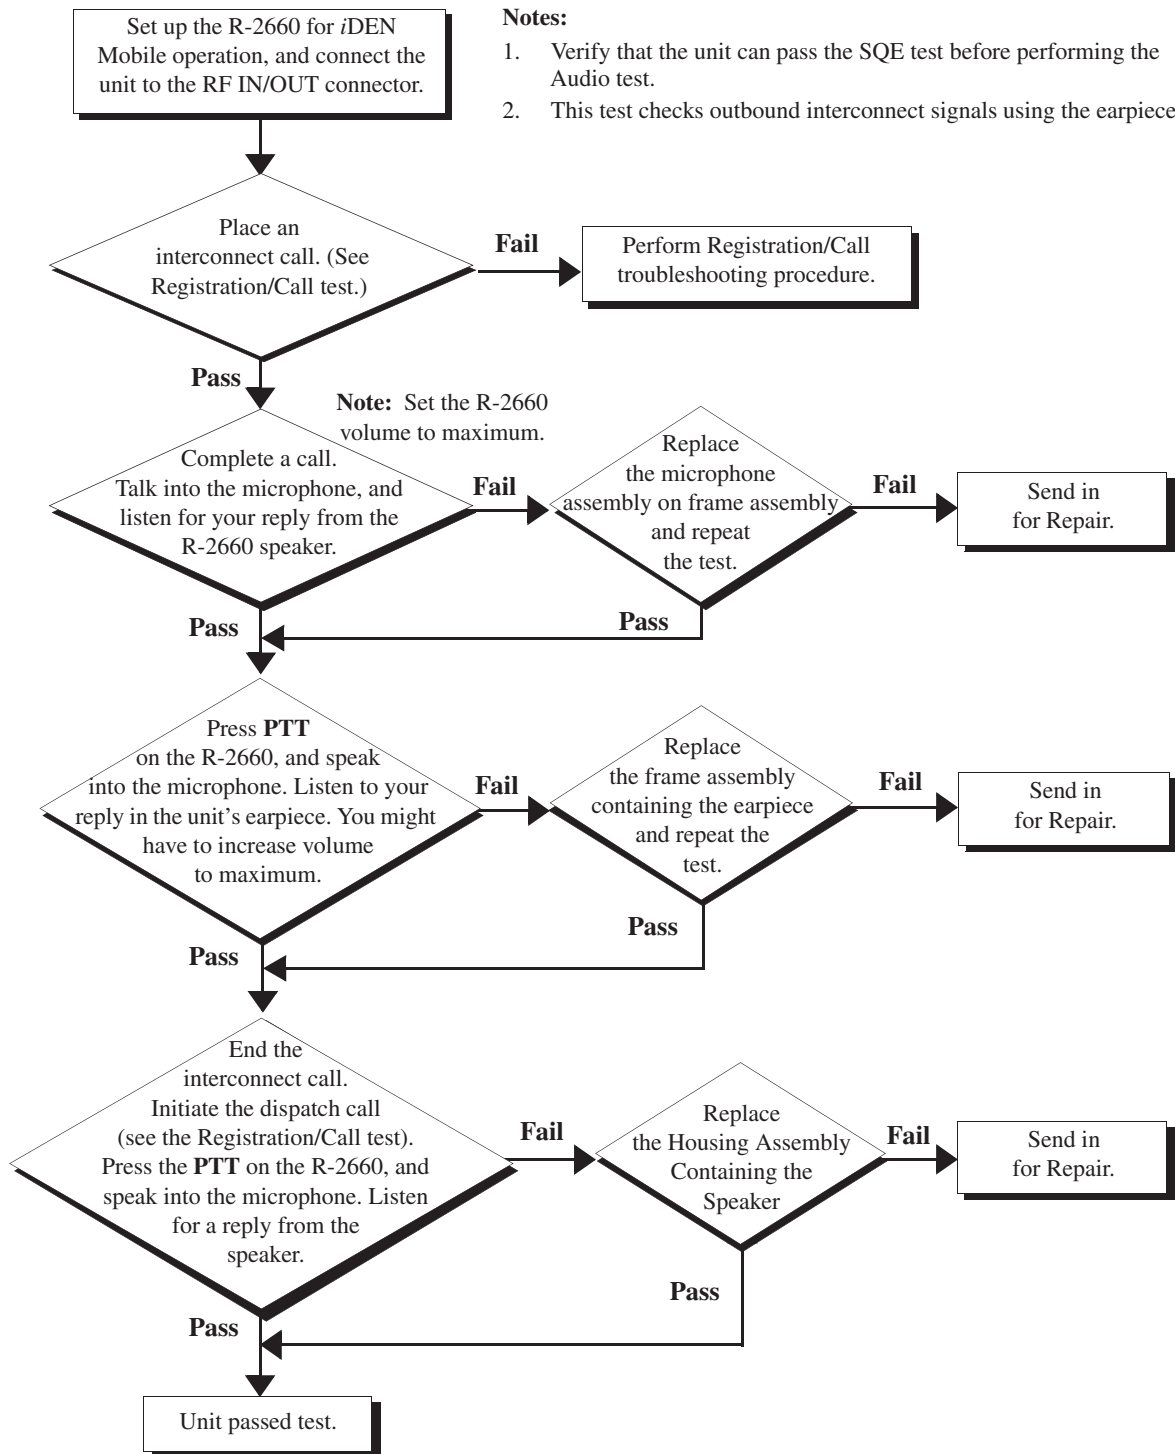 Set up the R-2660 for iDEN
Mobile operation, and connect the
unit to the RF IN/OUT connector.
Notes:
1. Verify that the unit can pass the SQE test before performing the
Audio test.
2. This test checks outbound interconnect signals using the earpiece
Place an
interconnect call. (See
Registration/Call test.)
Fail
Perform Registration/Call
troubleshooting procedure.
Pass
Note: Set the R-2660
volume to maximum.
Complete a call.
Talk into the microphone, and
listen for your reply from the
R-2660 speaker.
Fail
Replace
the microphone
assembly on frame assembly
and repeat
the test.
Fail
Send in
for Repair.
Pass
Pass
Press PTT
on the R-2660, and speak
into the microphone. Listen to your
reply in the unit's earpiece. You might
have to increase volume
to maximum.
Fail
Replace
the frame assembly
containing the earpiece
and repeat the
test.
Fail
Send in
for Repair.
Pass
Pass
End the
interconnect call.
Initiate the dispatch call
(see the Registration/Call test).
Press the PTT on the R-2660, and
speak into the microphone. Listen
for a reply from the
speaker.
Fail
Replace
the Housing Assembly
Containing the
Speaker
Fail
Send in
for Repair.
Pass
Pass
Unit passed test.